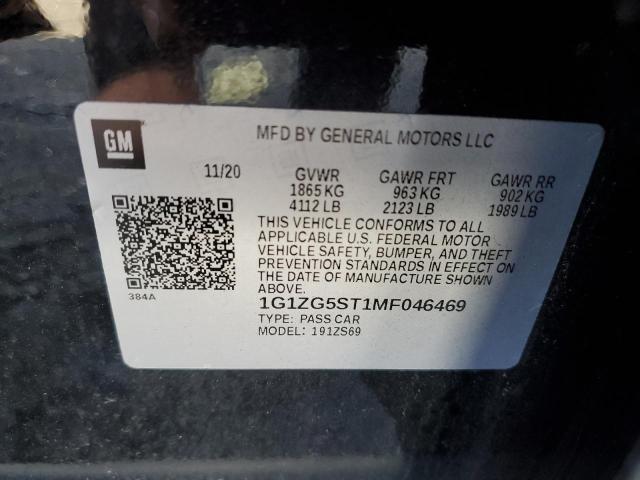 GM
MFD BY GENERAL MOTORS LLC
11/20 GVWR GAWR FRT GAWR RR
1865 KG 963 KG 902 KG
4112 LB 2123 LB 1989 LB
THIS VEHICLE CONFORMS TO ALL
APPLICABLE U.S. FEDERAL MOTOR
VEHICLE SAFETY, BUMPER, AND THEFT
PREVENTION STANDARDS IN EFFECT ON
THE DATE OF MANUFACTURE SHOWN
ABOVE.
384A
1G1ZG5ST1MF046469
TYPE: PASS CAR
MODEL: 191ZS69